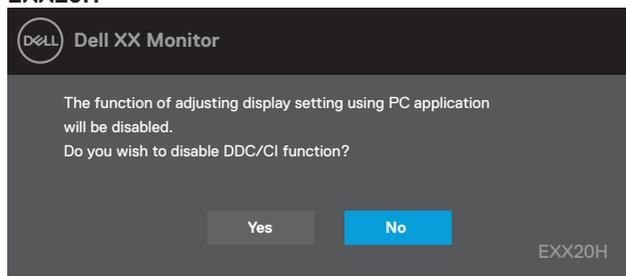 EXX20H
DELL Dell XX Monitor
The function of adjusting display setting using PC application
will be disabled.
Do you wish to disable DDC/CI function?
Yes No
EXX20H